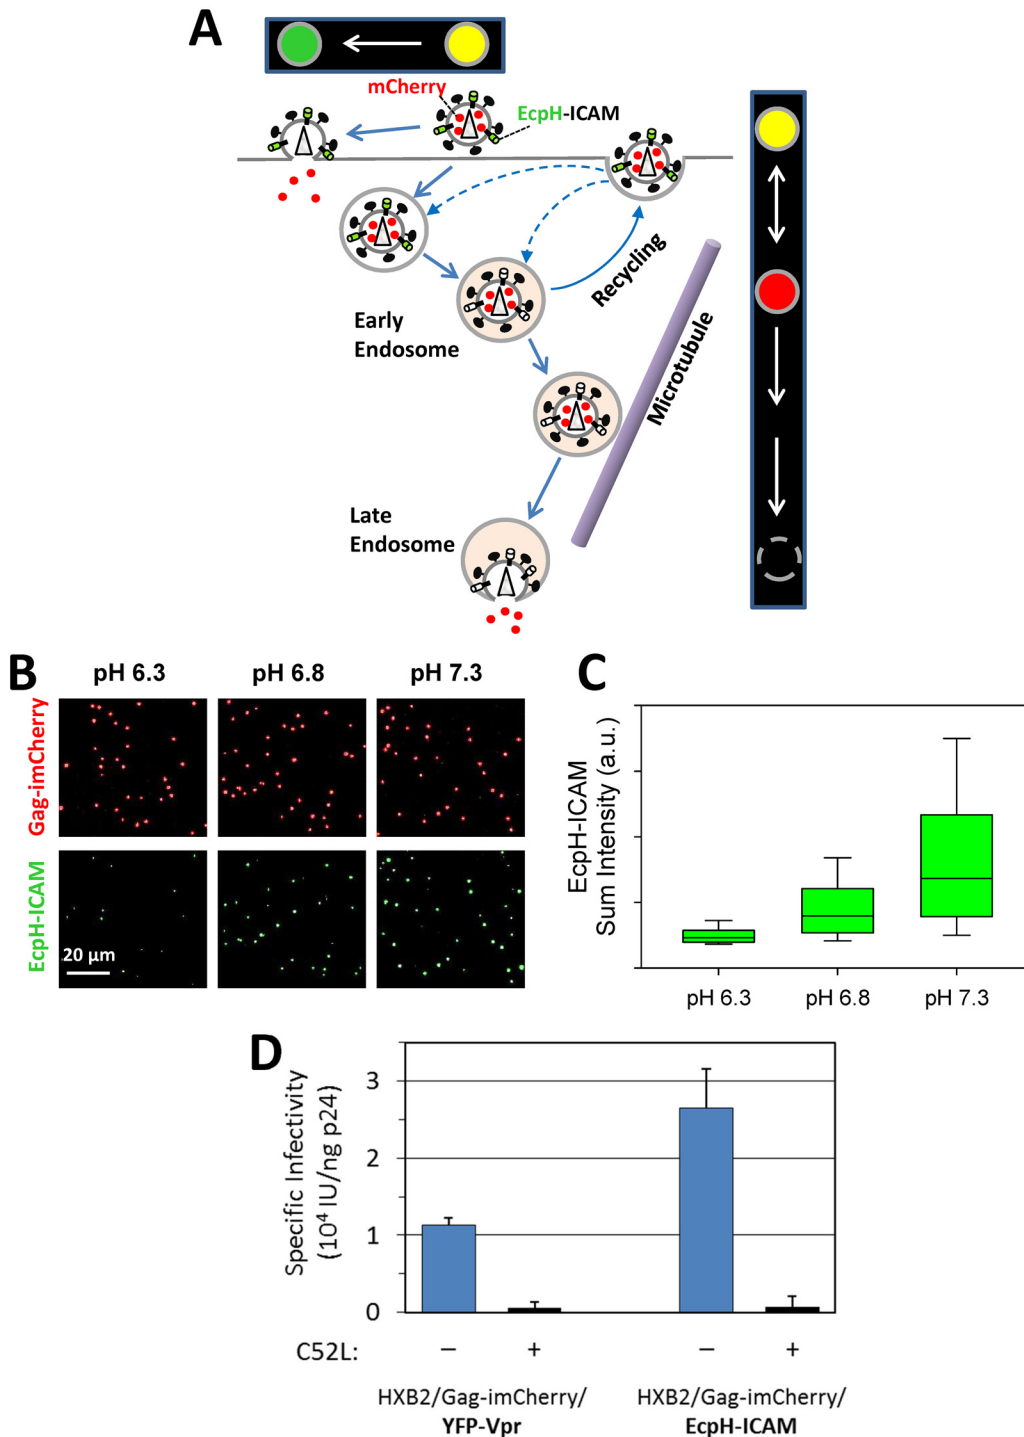 A
mCherry
EcpH-ICAM
Recycling
Early
Endosome
Microtubule
Late
Endosome
B
pH 6.3
pH 6.8
pH 7.3
Gag-imCherry
EcpH-ICAM
20 µm
C
EcpH-ICAM
Sum Intensity (a.u.)
pH 6.3
pH 6.8
pH 7.3
D
Specific Infectivity
(10⁴ IU/ng p24)
3
2
1
0
C52L:
– + – +
HXB2/Gag-imCherry/
YFP-Vpr
HXB2/Gag-imCherry/
EcpH-ICAM